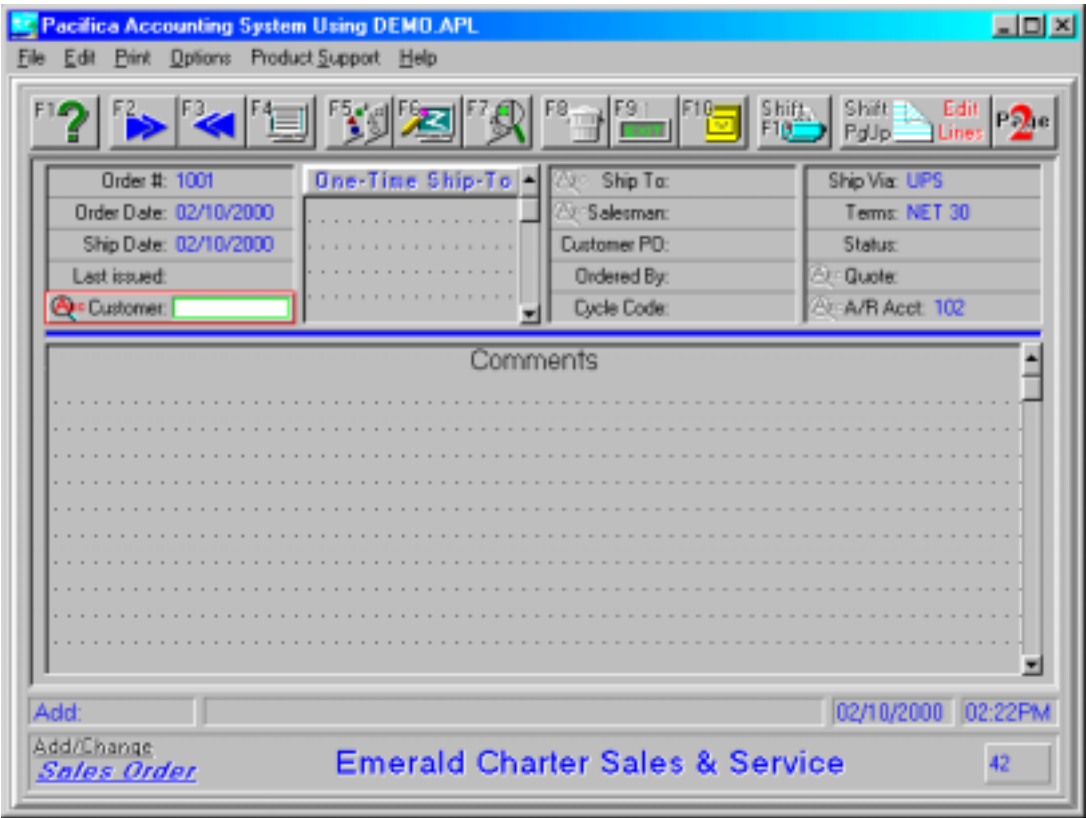 Pacifica Accounting System Using DEMO.APL
File Edit Print Options Product Support Help
F1 F2 F3 F4 F5 F6 F7 F8 F9 EXIT F10 Shift F10 Shift PgUp Edit Lines Page 2
Order #: 1001
Order Date: 02/10/2000
Ship Date: 02/10/2000
Last issued:
Customer:
One-Time Ship-To
Ship To:
Salesman:
Customer PO:
Ordered By:
Cycle Code:
Ship Via: UPS
Terms: NET 30
Status:
Quote:
A/R Acct: 102
Comments
Add:
02/10/2000 02:22PM
Add/Change
Sales Order
Emerald Charter Sales & Service
42